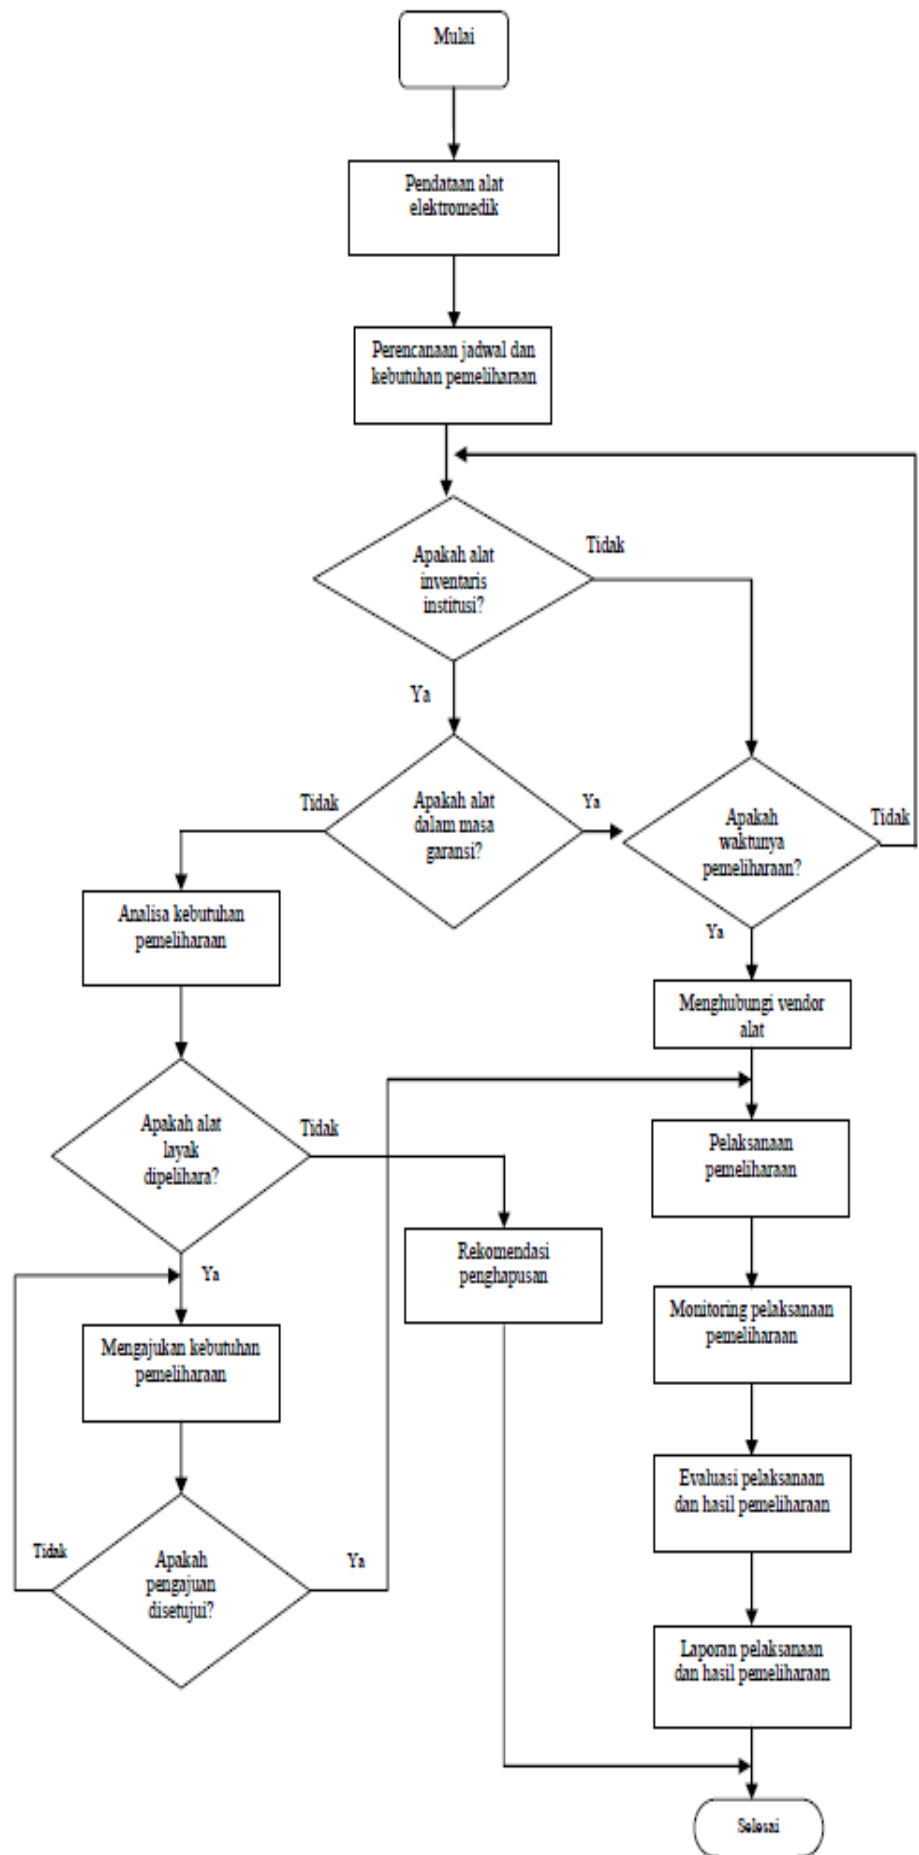 Mulai
Pendataan alat
elektromedik
Perencanaan jadwal dan
kebutuhan pemeliharaan
Apakah alat
inventaris
institusi?
Tidak
Ya
Apakah alat
dalam masa
garansi?
Tidak
Ya
Apakah
waktunya
pemeliharaan?
Tidak
Ya
Analisa kebutuhan
pemeliharaan
Menghubungi vendor
alat
Apakah alat
layak
dipelihara?
Tidak
Ya
Pelaksanaan
pemeliharaan
Rekomendasi
penghapusan
Mengajukan kebutuhan
pemeliharaan
Monitoring pelaksanaan
pemeliharaan
Apakah
pengajuan
disetujui?
Tidak
Ya
Evaluasi pelaksanaan
dan hasil pemeliharaan
Laporan pelaksanaan
dan hasil pemeliharaan
Selesai